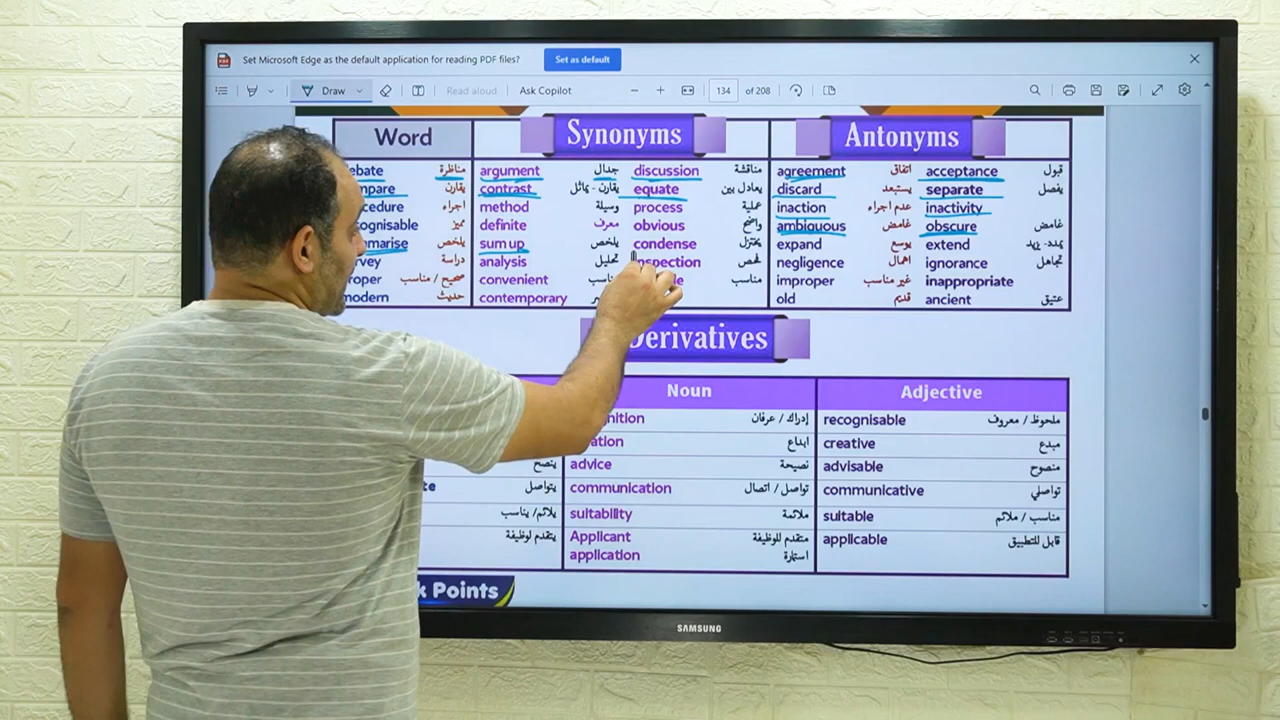 Set Microsoft Edge as the default application for reading PDF files? Set as default
Draw Read aloud Ask Copilot 134 of 208
Word Synonyms Antonyms
ebate مناظرة argument جدال discussion مناقشة agreement اتفاق acceptance قبول
mpare يقارن contrast يقارن - يماثل equate يعادل بين discard يستبعد separate يفصل
cedure اجراء method وسيلة process عملية inaction عدم اجراء inactivity
cognisable مميز definite معرف obvious واضح ambiguous غامض obscure غامض
marise يلخص sum up يلخص condense يختزل expand يوسع extend يمدد- يزيد
rvey دراسة analysis تحليل nspection فحص negligence اهمال ignorance تجاهل
roper صحيح / مناسب convenient مناسب improper غير مناسب inappropriate
modern حديث contemporary old قديم ancient عتيق
Derivatives
Noun Adjective
nition إدراك / عرفان recognisable ملحوظ / معروف
ation ابداع creative مبدع
ينصح advice نصيحة advisable منصوح
te يتواصل communication تواصل / اتصال communicative تواصلي
يلائم/ يناسب suitability ملائمة suitable مناسب / ملائم
يتقدم لوظيفة Applicant متقدم للوظيفة applicable قابل للتطبيق
application استمارة
k Points
SAMSUNG